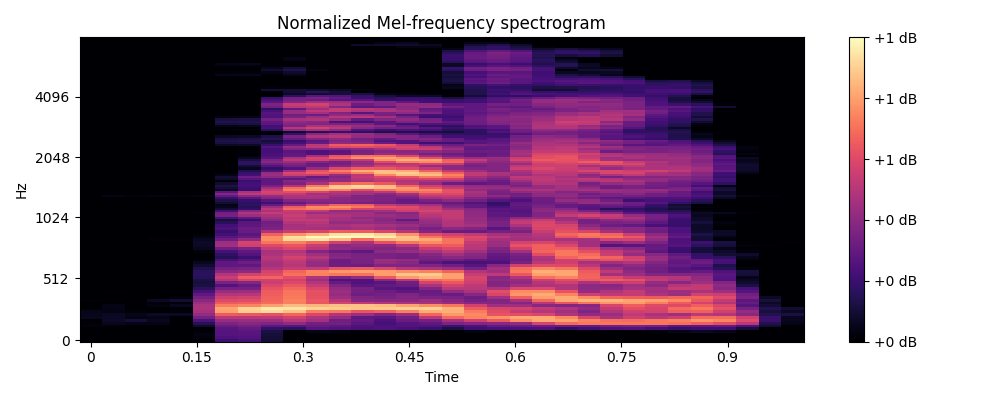 Normalized Mel-frequency spectrogram
Hz
4096
2048
1024
512
0
0 0.15 0.3 0.45 0.6 0.75 0.9
Time
+1 dB
+1 dB
+1 dB
+0 dB
+0 dB
+0 dB